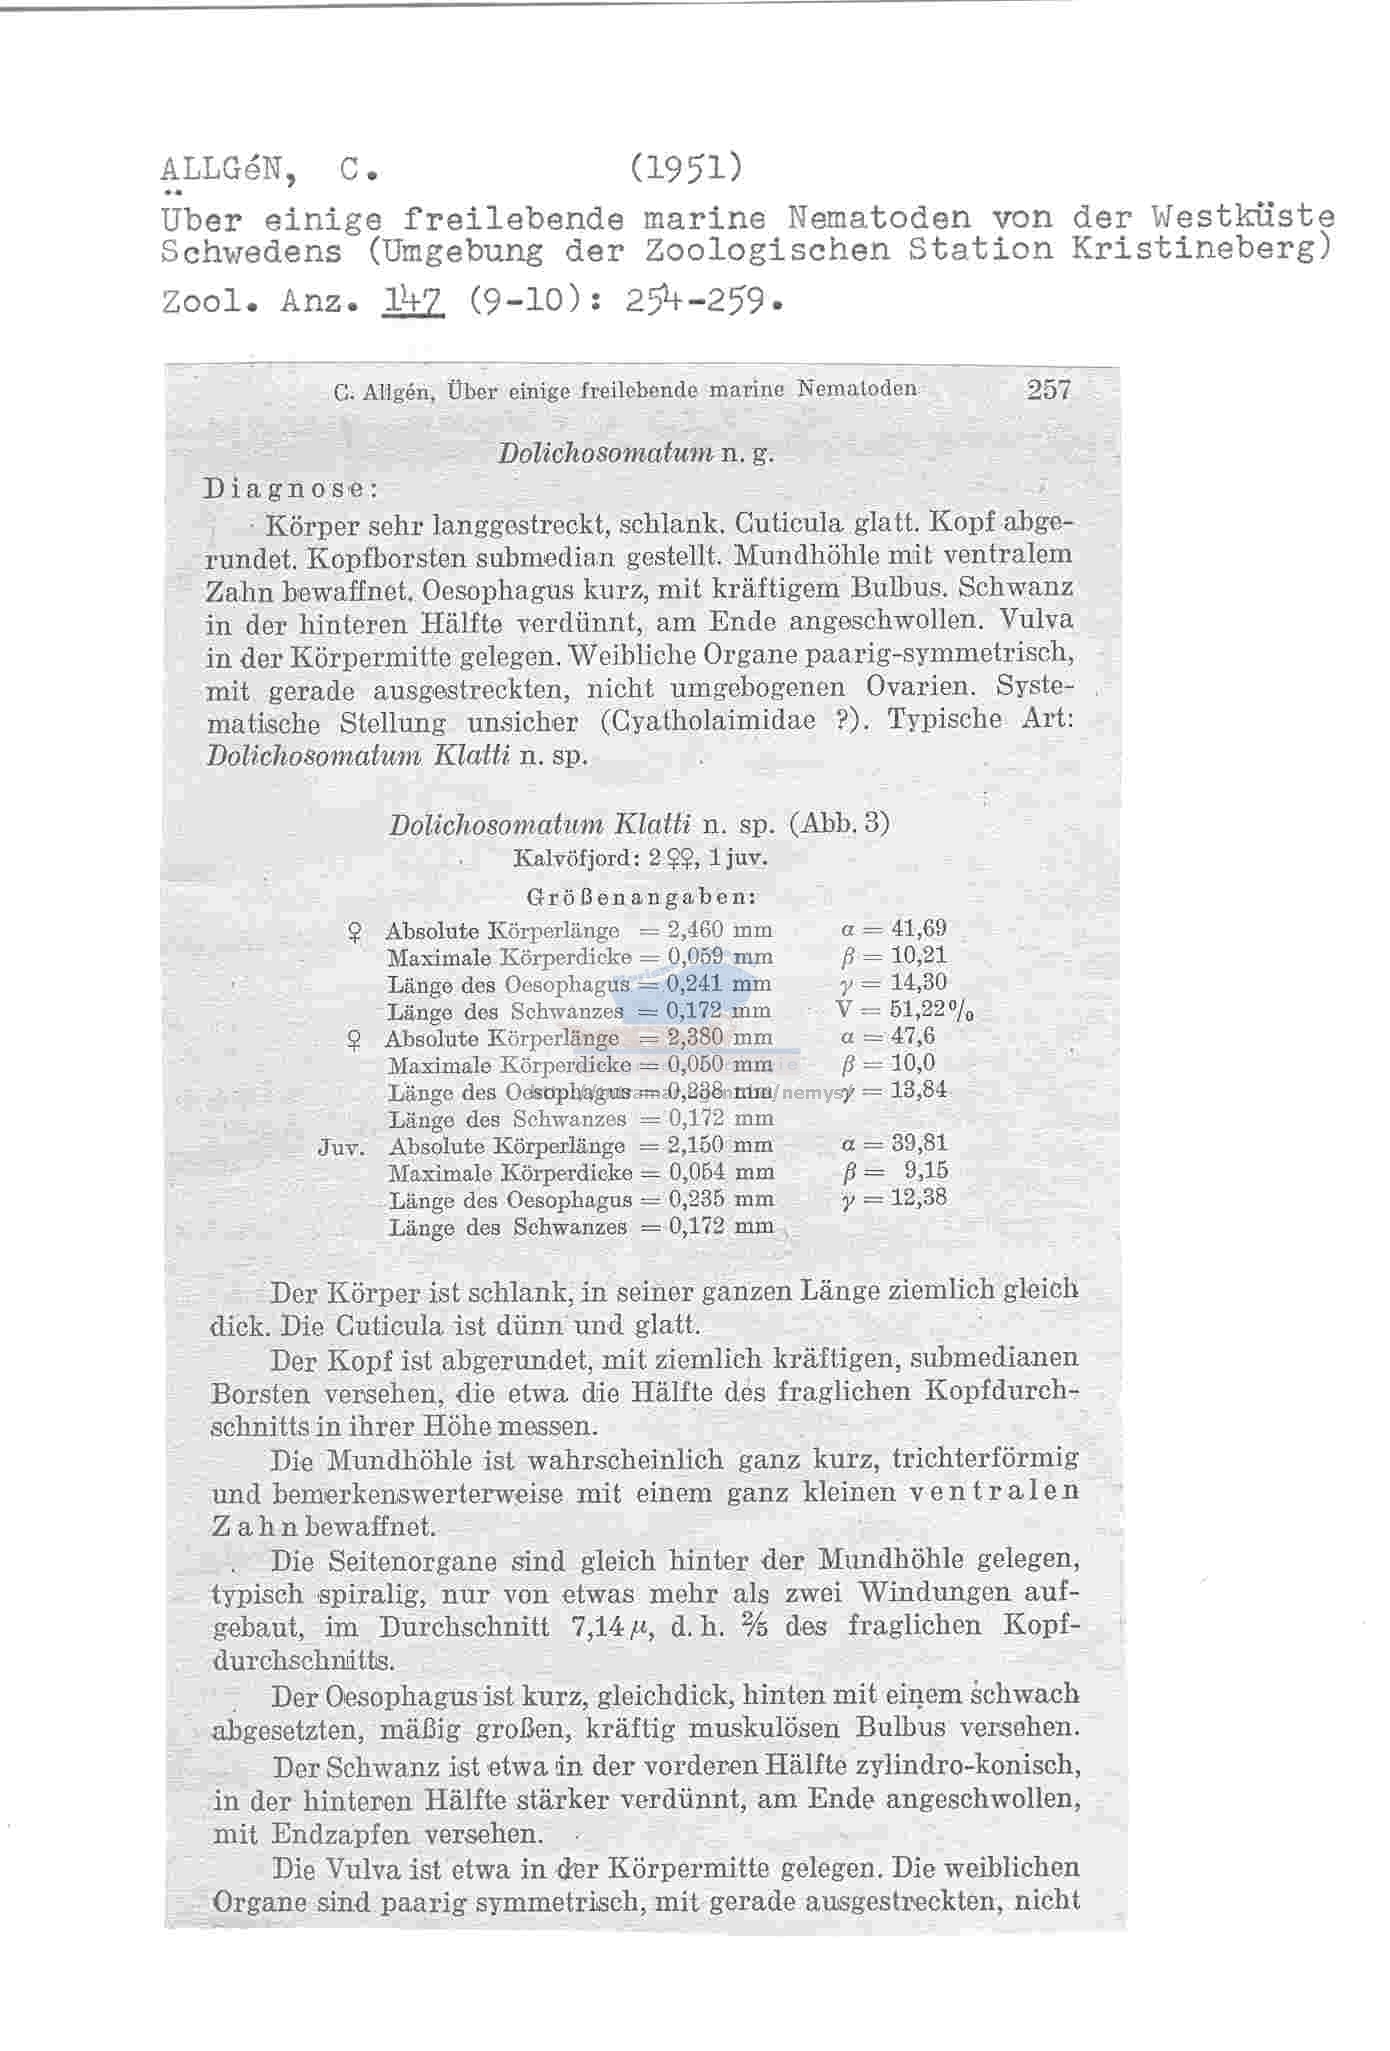 ALLGéN, C. (1951)
Über einige freilebende marine Nematoden von der Westküste
Schwedens (Umgebung der Zoologischen Station Kristineberg)
Zool. Anz. 147 (9-10): 254-259.
C. Allgén, Über einige freilebende marine Nematoden 257
Dolichosomatum n. g.
Diagnose:
Körper sehr langgestreckt, schlank. Cuticula glatt. Kopf abge-
rundet. Kopfborsten submedian gestellt. Mundhöhle mit ventralem
Zahn bewaffnet. Oesophagus kurz, mit kräftigem Bulbus. Schwanz
in der hinteren Hälfte verdünnt, am Ende angeschwollen. Vulva
in der Körpermitte gelegen. Weibliche Organe paarig-symmetrisch,
mit gerade ausgestreckten, nicht umgebogenen Ovarien. Syste-
matische Stellung unsicher (Cyatholaimidae ?). Typische Art:
Dolichosomatum Klatti n. sp.
Dolichosomatum Klatti n. sp. (Abb. 3)
Kalvöfjord: 2 ♀♀, 1 juv.
Größenangaben:
♀ Absolute Körperlänge = 2,460 mm α = 41,69
Maximale Körperdicke = 0,059 mm β = 10,21
Länge des Oesophagus = 0,241 mm γ = 14,30
Länge des Schwanzes = 0,172 mm V = 51,22%
♀ Absolute Körperlänge = 2,380 mm α = 47,6
Maximale Körperdicke = 0,050 mm β = 10,0
Länge des Oesophagus = 0,238 mm γ = 13,84
Länge des Schwanzes = 0,172 mm
Juv. Absolute Körperlänge = 2,150 mm α = 39,81
Maximale Körperdicke = 0,054 mm β = 9,15
Länge des Oesophagus = 0,235 mm γ = 12,38
Länge des Schwanzes = 0,172 mm
Der Körper ist schlank, in seiner ganzen Länge ziemlich gleich
dick. Die Cuticula ist dünn und glatt.
Der Kopf ist abgerundet, mit ziemlich kräftigen, submedianen
Borsten versehen, die etwa die Hälfte des fraglichen Kopfdurch-
schnitts in ihrer Höhe messen.
Die Mundhöhle ist wahrscheinlich ganz kurz, trichterförmig
und bemerkenswerterweise mit einem ganz kleinen ventralen
Zahn bewaffnet.
Die Seitenorgane sind gleich hinter der Mundhöhle gelegen,
typisch spiralig, nur von etwas mehr als zwei Windungen auf-
gebaut, im Durchschnitt 7,14 μ, d. h. ⅖ des fraglichen Kopf-
durchschnitts.
Der Oesophagus ist kurz, gleichdick, hinten mit einem schwach
abgesetzten, mäßig großen, kräftig muskulösen Bulbus versehen.
Der Schwanz ist etwa in der vorderen Hälfte zylindro-konisch,
in der hinteren Hälfte stärker verdünnt, am Ende angeschwollen,
mit Endzapfen versehen.
Die Vulva ist etwa in der Körpermitte gelegen. Die weiblichen
Organe sind paarig symmetrisch, mit gerade ausgestreckten, nicht